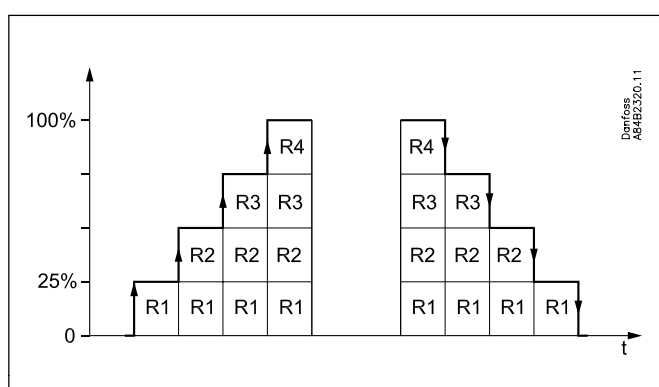 Danfoss
A84B2320.11
100%
R4 R4
R3 R3 R3 R3
R2 R2 R2 R2 R2 R2
25%
R1 R1 R1 R1 R1 R1 R1 R1
0
t